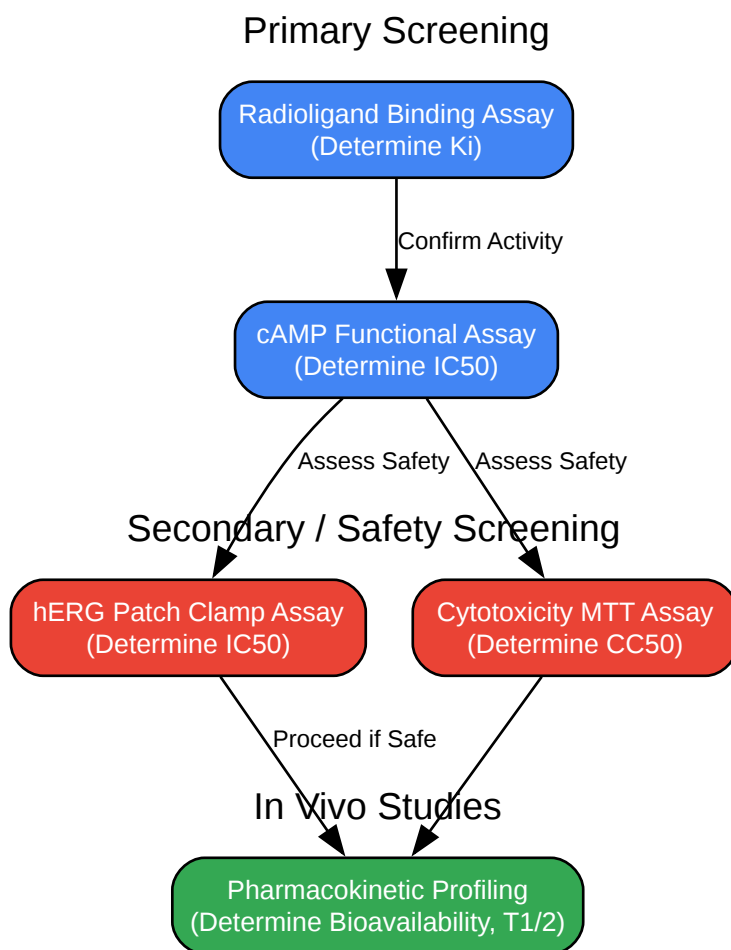 Primary Screening
Radioligand Binding Assay
(Determine Ki)
Confirm Activity
cAMP Functional Assay
(Determine IC50)
Assess Safety
Assess Safety
Secondary / Safety Screening
hERG Patch Clamp Assay
(Determine IC50)
Cytotoxicity MTT Assay
(Determine CC50)
Proceed if Safe
In Vivo Studies
Pharmacokinetic Profiling
(Determine Bioavailability, T1/2)